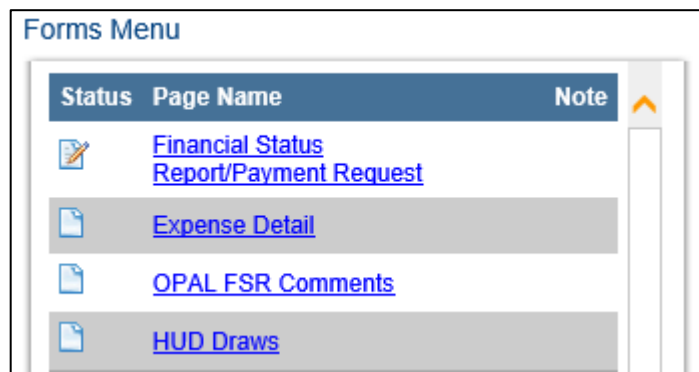 Forms Menu
Status Page Name Note
Financial Status
Report/Payment Request
Expense Detail
OPAL FSR Comments
HUD Draws